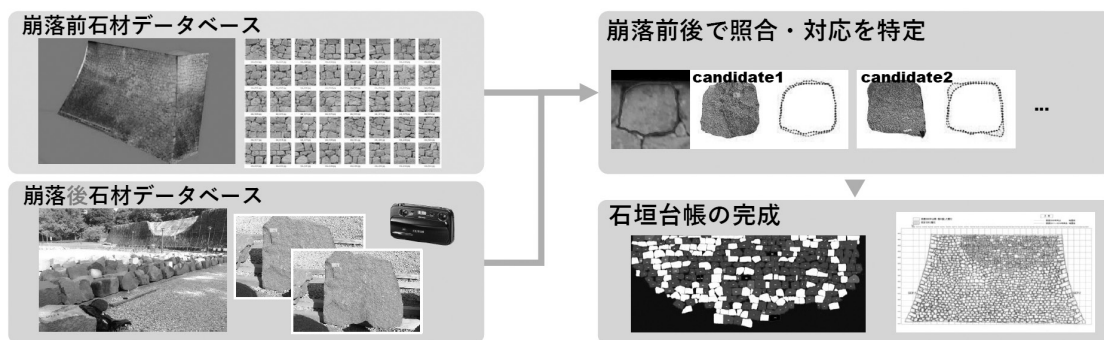 崩落前石材データベース
崩落後石材データベース
崩落前後で照合・対応を特定
candidate1
candidate2
...
石垣台帳の完成